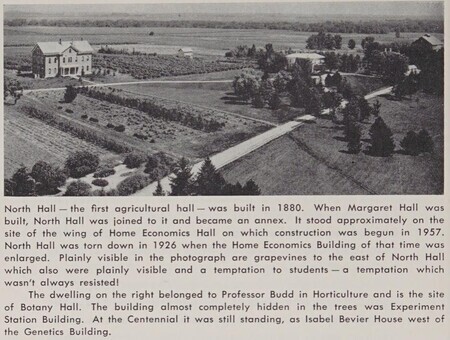 North Hall — the first agricultural hall — was built in 1880. When Margaret Hall was
built, North Hall was joined to it and became an annex. It stood approximately on the
site of the wing of Home Economics Hall on which construction was begun in 1957.
North Hall was torn down in 1926 when the Home Economics Building of that time was
enlarged. Plainly visible in the photograph are grapevines to the east of North Hall
which also were plainly visible and a temptation to students — a temptation which
wasn't always resisted!
The dwelling on the right belonged to Professor Budd in Horticulture and is the site
of Botany Hall. The building almost completely hidden in the trees was Experiment
Station Building. At the Centennial it was still standing, as Isabel Bevier House west of
the Genetics Building.